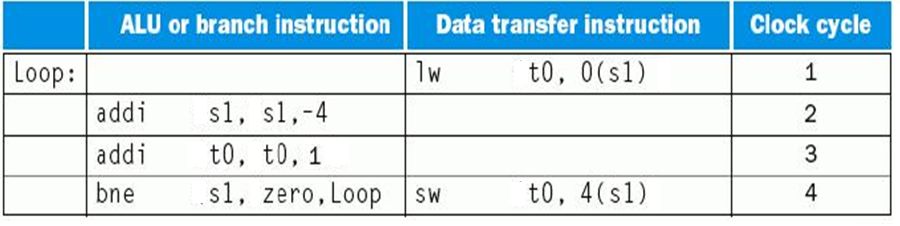 ALU or branch instruction Data transfer instruction Clock cycle
Loop: lw t0, 0(s1) 1
addi s1, s1,-4 2
addi t0, t0, 1 3
bne s1, zero,Loop sw t0, 4(s1) 4